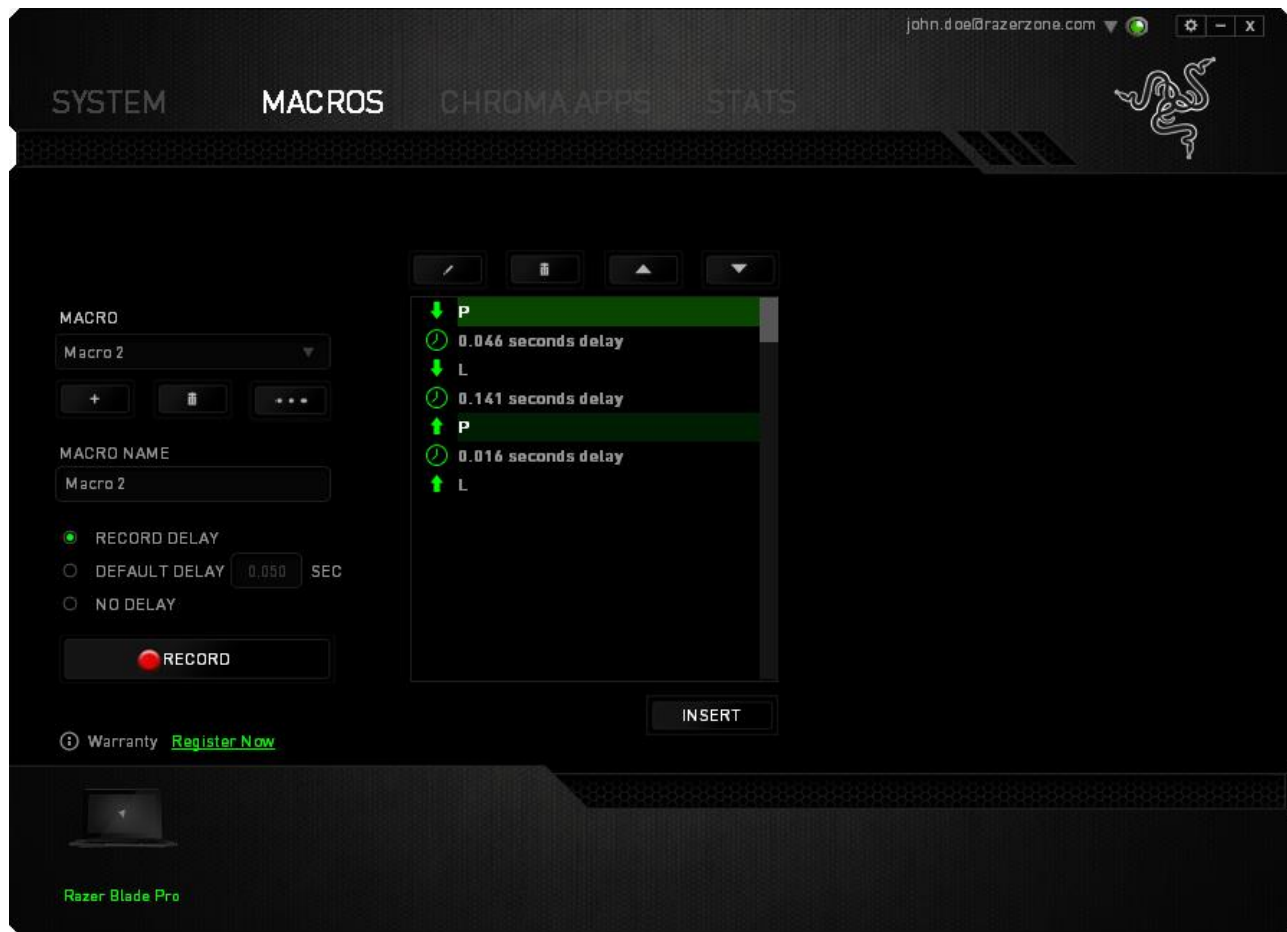 john.doe@razerzone.com
SYSTEM MACROS CHROMA APPS STATS
MACRO
Macro 2
MACRO NAME
Macro 2
RECORD DELAY
DEFAULT DELAY 0.050 SEC
NO DELAY
RECORD
P
0.046 seconds delay
L
0.141 seconds delay
P
0.016 seconds delay
L
INSERT
Warranty Register Now
Razer Blade Pro